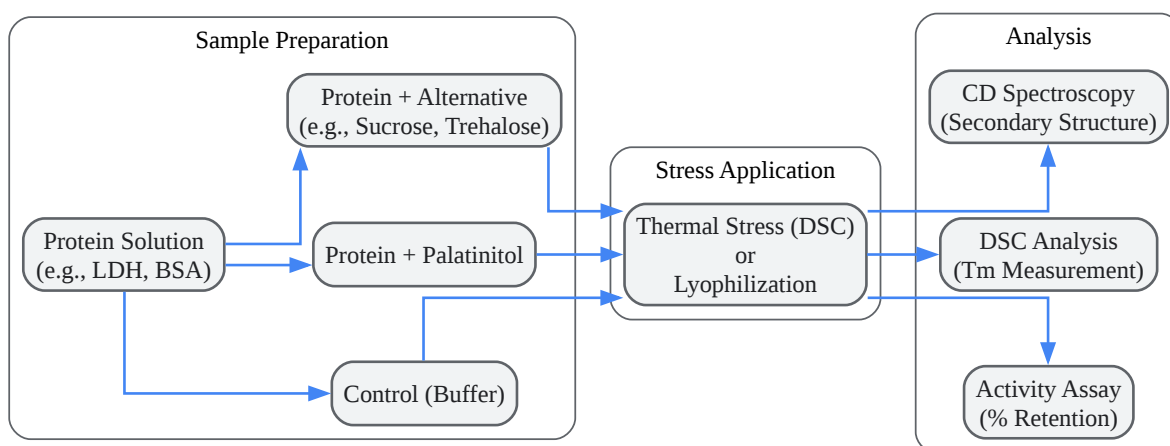 Sample Preparation
Protein + Alternative
(e.g., Sucrose, Trehalose)
Protein Solution
(e.g., LDH, BSA)
Protein + Palatinitol
Control (Buffer)
Stress Application
Thermal Stress (DSC)
or
Lyophilization
Analysis
CD Spectroscopy
(Secondary Structure)
DSC Analysis
(Tm Measurement)
Activity Assay
(% Retention)